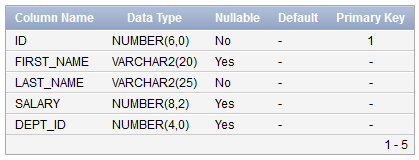 Column Name Data Type Nullable Default Primary Key
ID NUMBER(6,0) No - 1
FIRST_NAME VARCHAR2(20) Yes - -
LAST_NAME VARCHAR2(25) No - -
SALARY NUMBER(8,2) Yes - -
DEPT_ID NUMBER(4,0) Yes - -
1 - 5